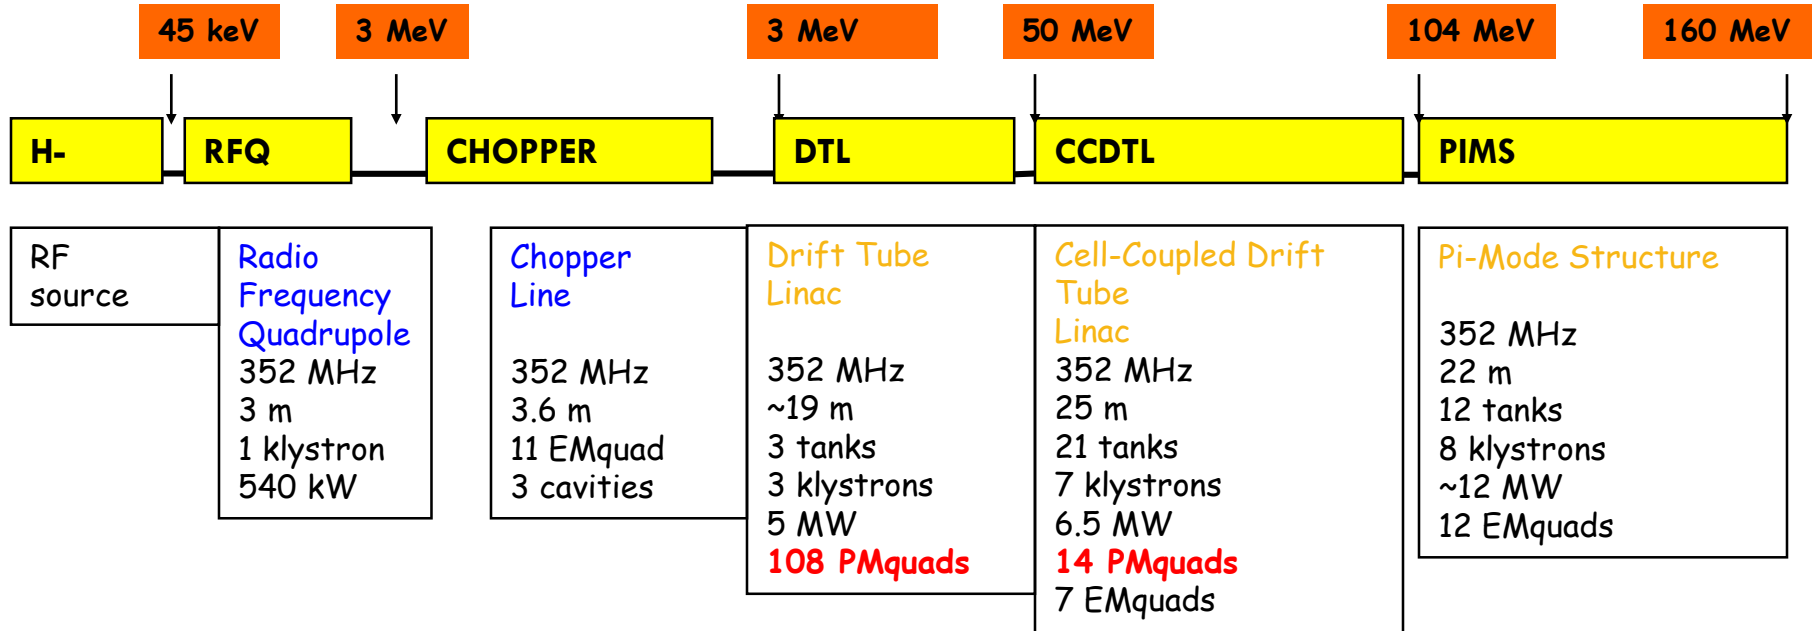 45 keV
3 MeV
3 MeV
50 MeV
104 MeV
160 MeV
H-
RFQ
CHOPPER
DTL
CCDTL
PIMS
RF
source
Radio
Frequency
Quadrupole
352 MHz
3 m
1 klystron
540 kW
Chopper
Line
352 MHz
3.6 m
11 EMquad
3 cavities
Drift Tube
Linac
352 MHz
~19 m
3 tanks
3 klystrons
5 MW
108 PMquads
Cell-Coupled Drift
Tube
Linac
352 MHz
25 m
21 tanks
7 klystrons
6.5 MW
14 PMquads
7 EMquads
Pi-Mode Structure
352 MHz
22 m
12 tanks
8 klystrons
~12 MW
12 EMquads